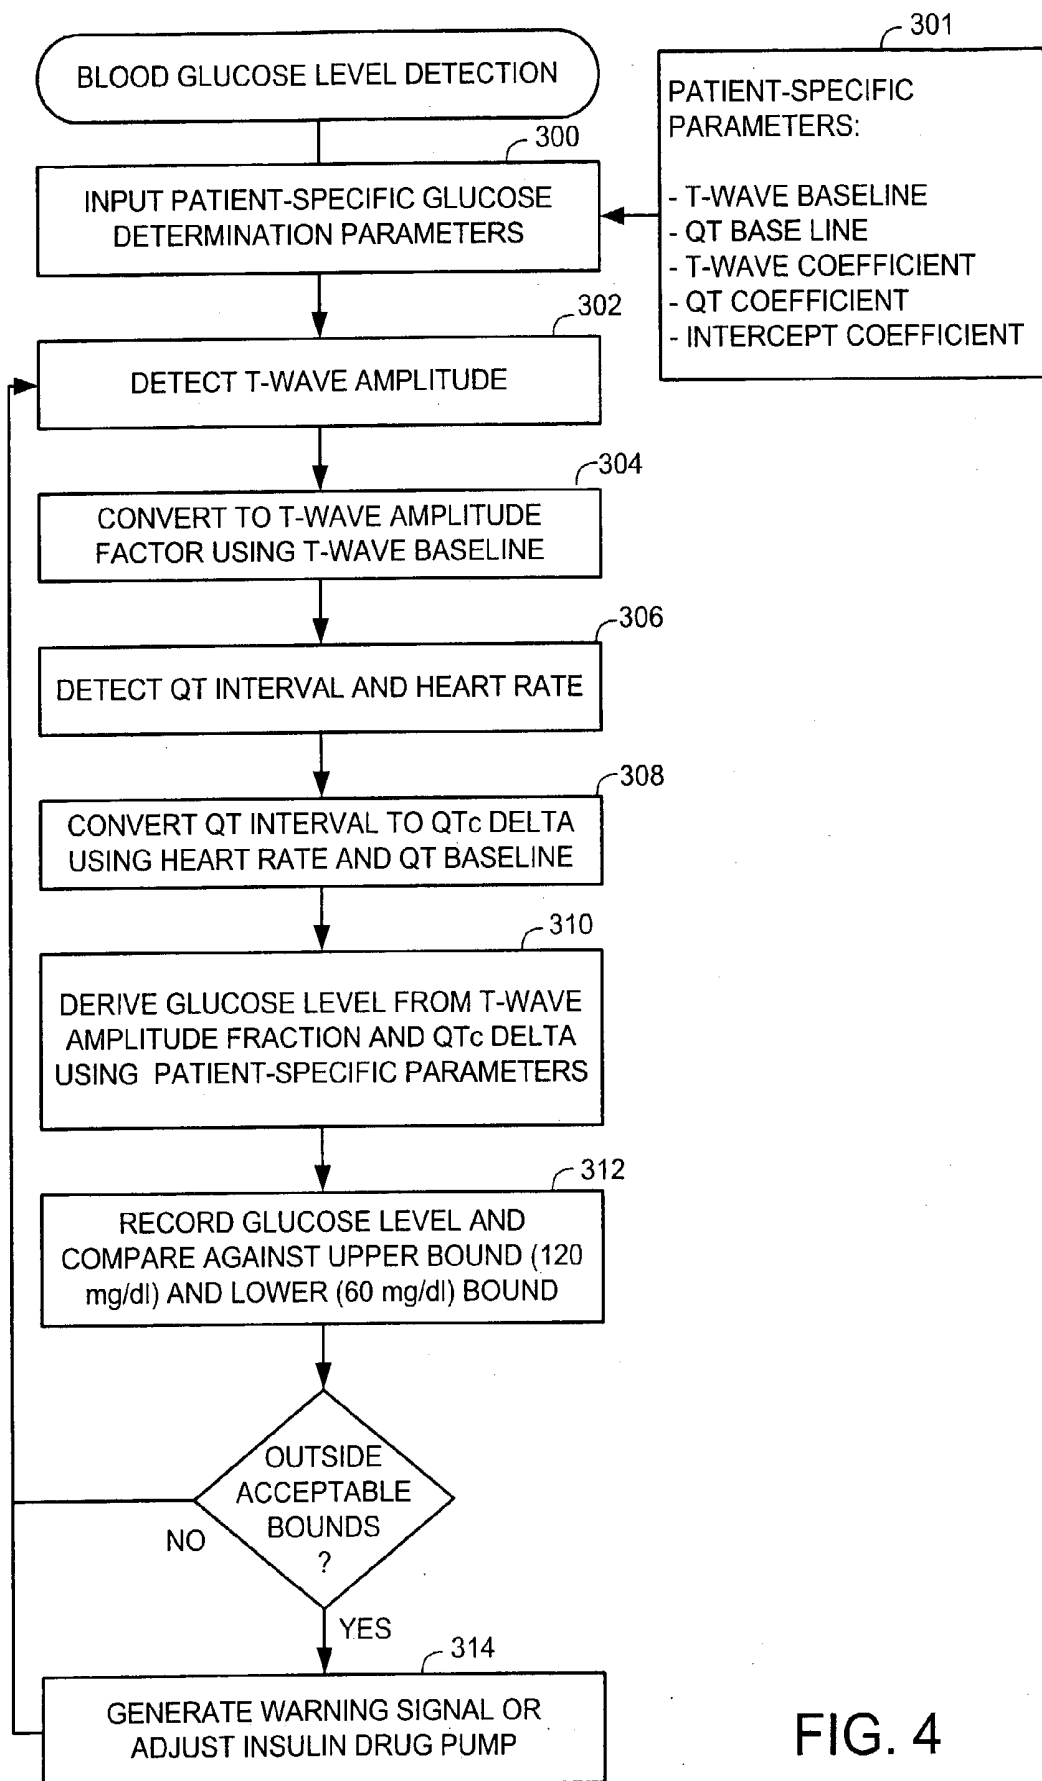 BLOOD GLUCOSE LEVEL DETECTION
301
PATIENT-SPECIFIC
PARAMETERS:
- T-WAVE BASELINE
- QT BASE LINE
- T-WAVE COEFFICIENT
- QT COEFFICIENT
- INTERCEPT COEFFICIENT
300
INPUT PATIENT-SPECIFIC GLUCOSE
DETERMINATION PARAMETERS
302
DETECT T-WAVE AMPLITUDE
304
CONVERT TO T-WAVE AMPLITUDE
FACTOR USING T-WAVE BASELINE
306
DETECT QT INTERVAL AND HEART RATE
308
CONVERT QT INTERVAL TO QTc DELTA
USING HEART RATE AND QT BASELINE
310
DERIVE GLUCOSE LEVEL FROM T-WAVE
AMPLITUDE FRACTION AND QTc DELTA
USING PATIENT-SPECIFIC PARAMETERS
312
RECORD GLUCOSE LEVEL AND
COMPARE AGAINST UPPER BOUND (120
mg/dl) AND LOWER (60 mg/dl) BOUND
OUTSIDE
ACCEPTABLE
BOUNDS
?
NO
YES
314
GENERATE WARNING SIGNAL OR
ADJUST INSULIN DRUG PUMP
FIG. 4